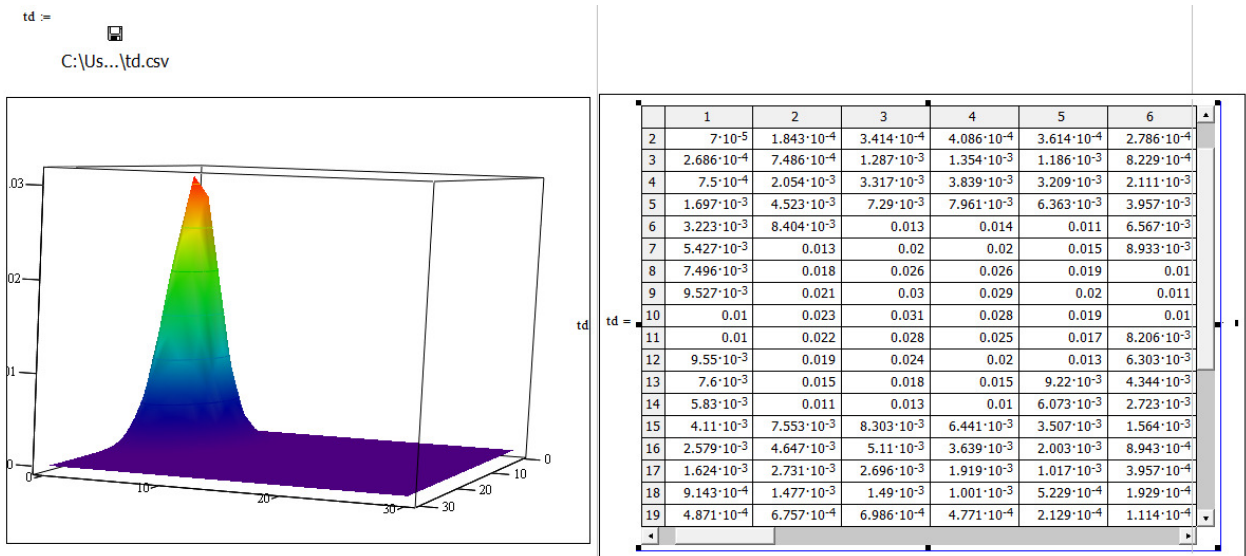 td :=
C:\Us...\td.csv
.03
.02
.01
0
0
10
20
30
30
20
10
0
td
td =
1 2 3 4 5 6
2 7·10-5 1.843·10-4 3.414·10-4 4.086·10-4 3.614·10-4 2.786·10-4
3 2.686·10-4 7.486·10-4 1.287·10-3 1.354·10-3 1.186·10-3 8.229·10-4
4 7.5·10-4 2.054·10-3 3.317·10-3 3.839·10-3 3.209·10-3 2.111·10-3
5 1.697·10-3 4.523·10-3 7.29·10-3 7.961·10-3 6.363·10-3 3.957·10-3
6 3.223·10-3 8.404·10-3 0.013 0.014 0.011 6.567·10-3
7 5.427·10-3 0.013 0.02 0.02 0.015 8.933·10-3
8 7.496·10-3 0.018 0.026 0.026 0.019 0.01
9 9.527·10-3 0.021 0.03 0.029 0.02 0.011
10 0.01 0.023 0.031 0.028 0.019 0.01
11 0.01 0.022 0.028 0.025 0.017 8.206·10-3
12 9.55·10-3 0.019 0.024 0.02 0.013 6.303·10-3
13 7.6·10-3 0.015 0.018 0.015 9.22·10-3 4.344·10-3
14 5.83·10-3 0.011 0.013 0.01 6.073·10-3 2.723·10-3
15 4.11·10-3 7.553·10-3 8.303·10-3 6.441·10-3 3.507·10-3 1.564·10-3
16 2.579·10-3 4.647·10-3 5.11·10-3 3.639·10-3 2.003·10-3 8.943·10-4
17 1.624·10-3 2.731·10-3 2.696·10-3 1.919·10-3 1.017·10-3 3.957·10-4
18 9.143·10-4 1.477·10-3 1.49·10-3 1.001·10-3 5.229·10-4 1.929·10-4
19 4.871·10-4 6.757·10-4 6.986·10-4 4.771·10-4 2.129·10-4 1.114·10-4